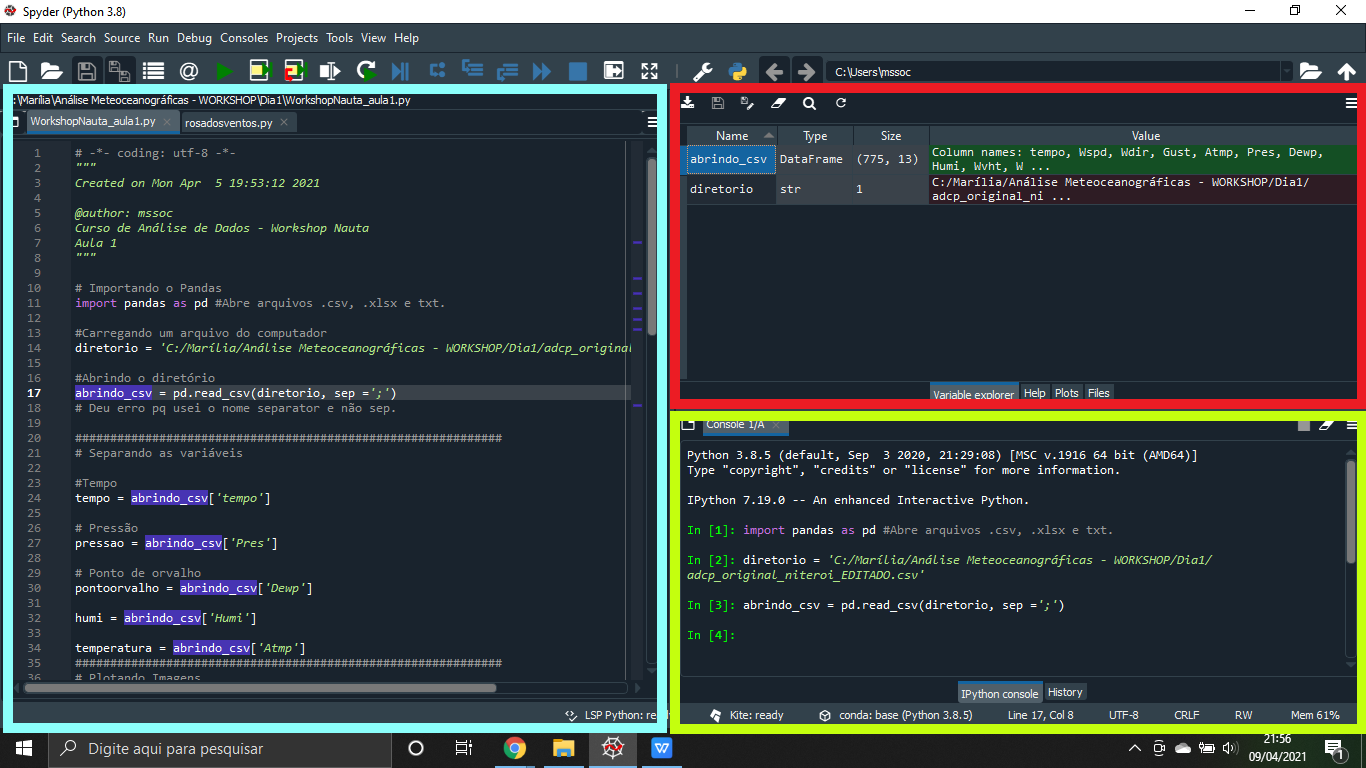 Spyder (Python 3.8)
File Edit Search Source Run Debug Consoles Projects Tools View Help
C:\Users\mssoc
:\Marília\Análise Meteoceanográficas - WORKSHOP\Dia1\WorkshopNauta_aula1.py
WorkshopNauta_aula1.py rosadosventos.py
1 # -*- coding: utf-8 -*-
2 """
3 Created on Mon Apr  5 19:53:12 2021
4
5 @author: mssoc
6 Curso de Análise de Dados - Workshop Nauta
7 Aula 1
8 """
9
10 # Importando o Pandas
11 import pandas as pd #Abre arquivos .csv, .xlsx e txt.
12
13 #Carregando um arquivo do computador
14 diretorio = 'C:/Marília/Análise Meteoceanográficas - WORKSHOP/Dia1/adcp_original
15
16 #Abrindo o diretório
17 abrindo_csv = pd.read_csv(diretorio, sep =';')
18 # Deu erro pq usei o nome separator e não sep.
19
20 #############################################################
21 # Separando as variáveis
22
23 #Tempo
24 tempo = abrindo_csv['tempo']
25
26 # Pressão
27 pressao = abrindo_csv['Pres']
28
29 # Ponto de orvalho
30 pontoorvalho = abrindo_csv['Dewp']
31
32 humi = abrindo_csv['Humi']
33
34 temperatura = abrindo_csv['Atmp']
35 #############################################################
36 # Plotando Imagens
LSP Python: re
Name Type Size Value
abrindo_csv DataFrame (775, 13) Column names: tempo, Wspd, Wdir, Gust, Atmp, Pres, Dewp,
Humi, Wvht, W ...
diretorio str 1 C:/Marília/Análise Meteoceanográficas - WORKSHOP/Dia1/
adcp_original_ni ...
Variable explorer Help Plots Files
Console 1/A
Python 3.8.5 (default, Sep  3 2020, 21:29:08) [MSC v.1916 64 bit (AMD64)]
Type "copyright", "credits" or "license" for more information.
IPython 7.19.0 -- An enhanced Interactive Python.
In [1]: import pandas as pd #Abre arquivos .csv, .xlsx e txt.
In [2]: diretorio = 'C:/Marília/Análise Meteoceanográficas - WORKSHOP/Dia1/
adcp_original_niteroi_EDITADO.csv'
In [3]: abrindo_csv = pd.read_csv(diretorio, sep =';')
In [4]:
IPython console History
Kite: ready conda: base (Python 3.8.5) Line 17, Col 8 UTF-8 CRLF RW Mem 61%
Digite aqui para pesquisar
21:56
09/04/2021
1